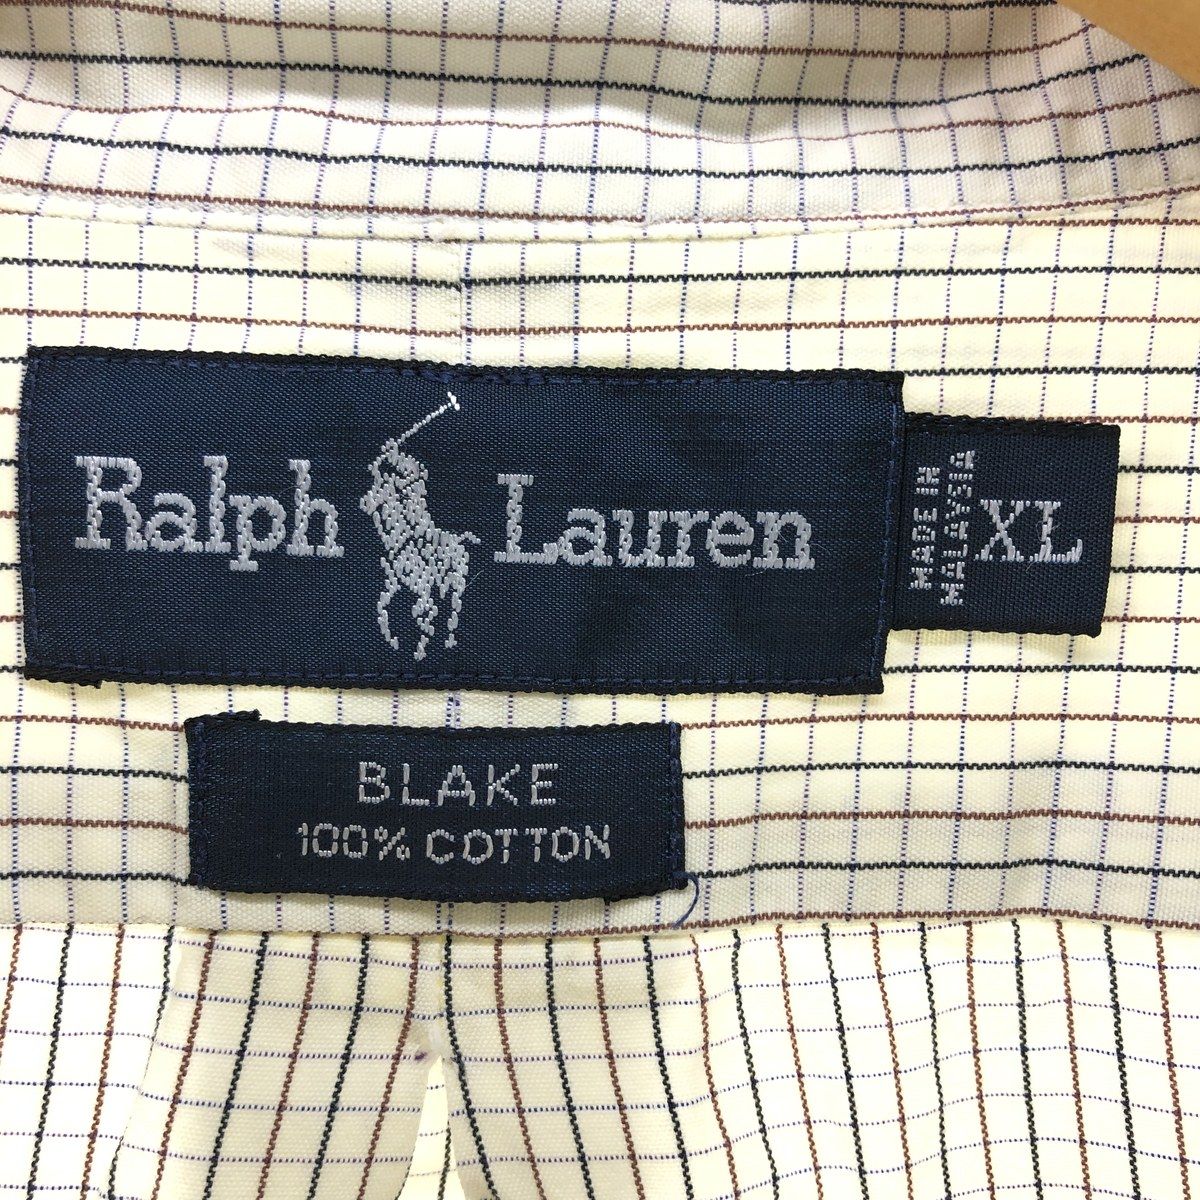 Ralph Lauren
MADE IN
MALAYSIA
XL
BLAKE
100% COTTON